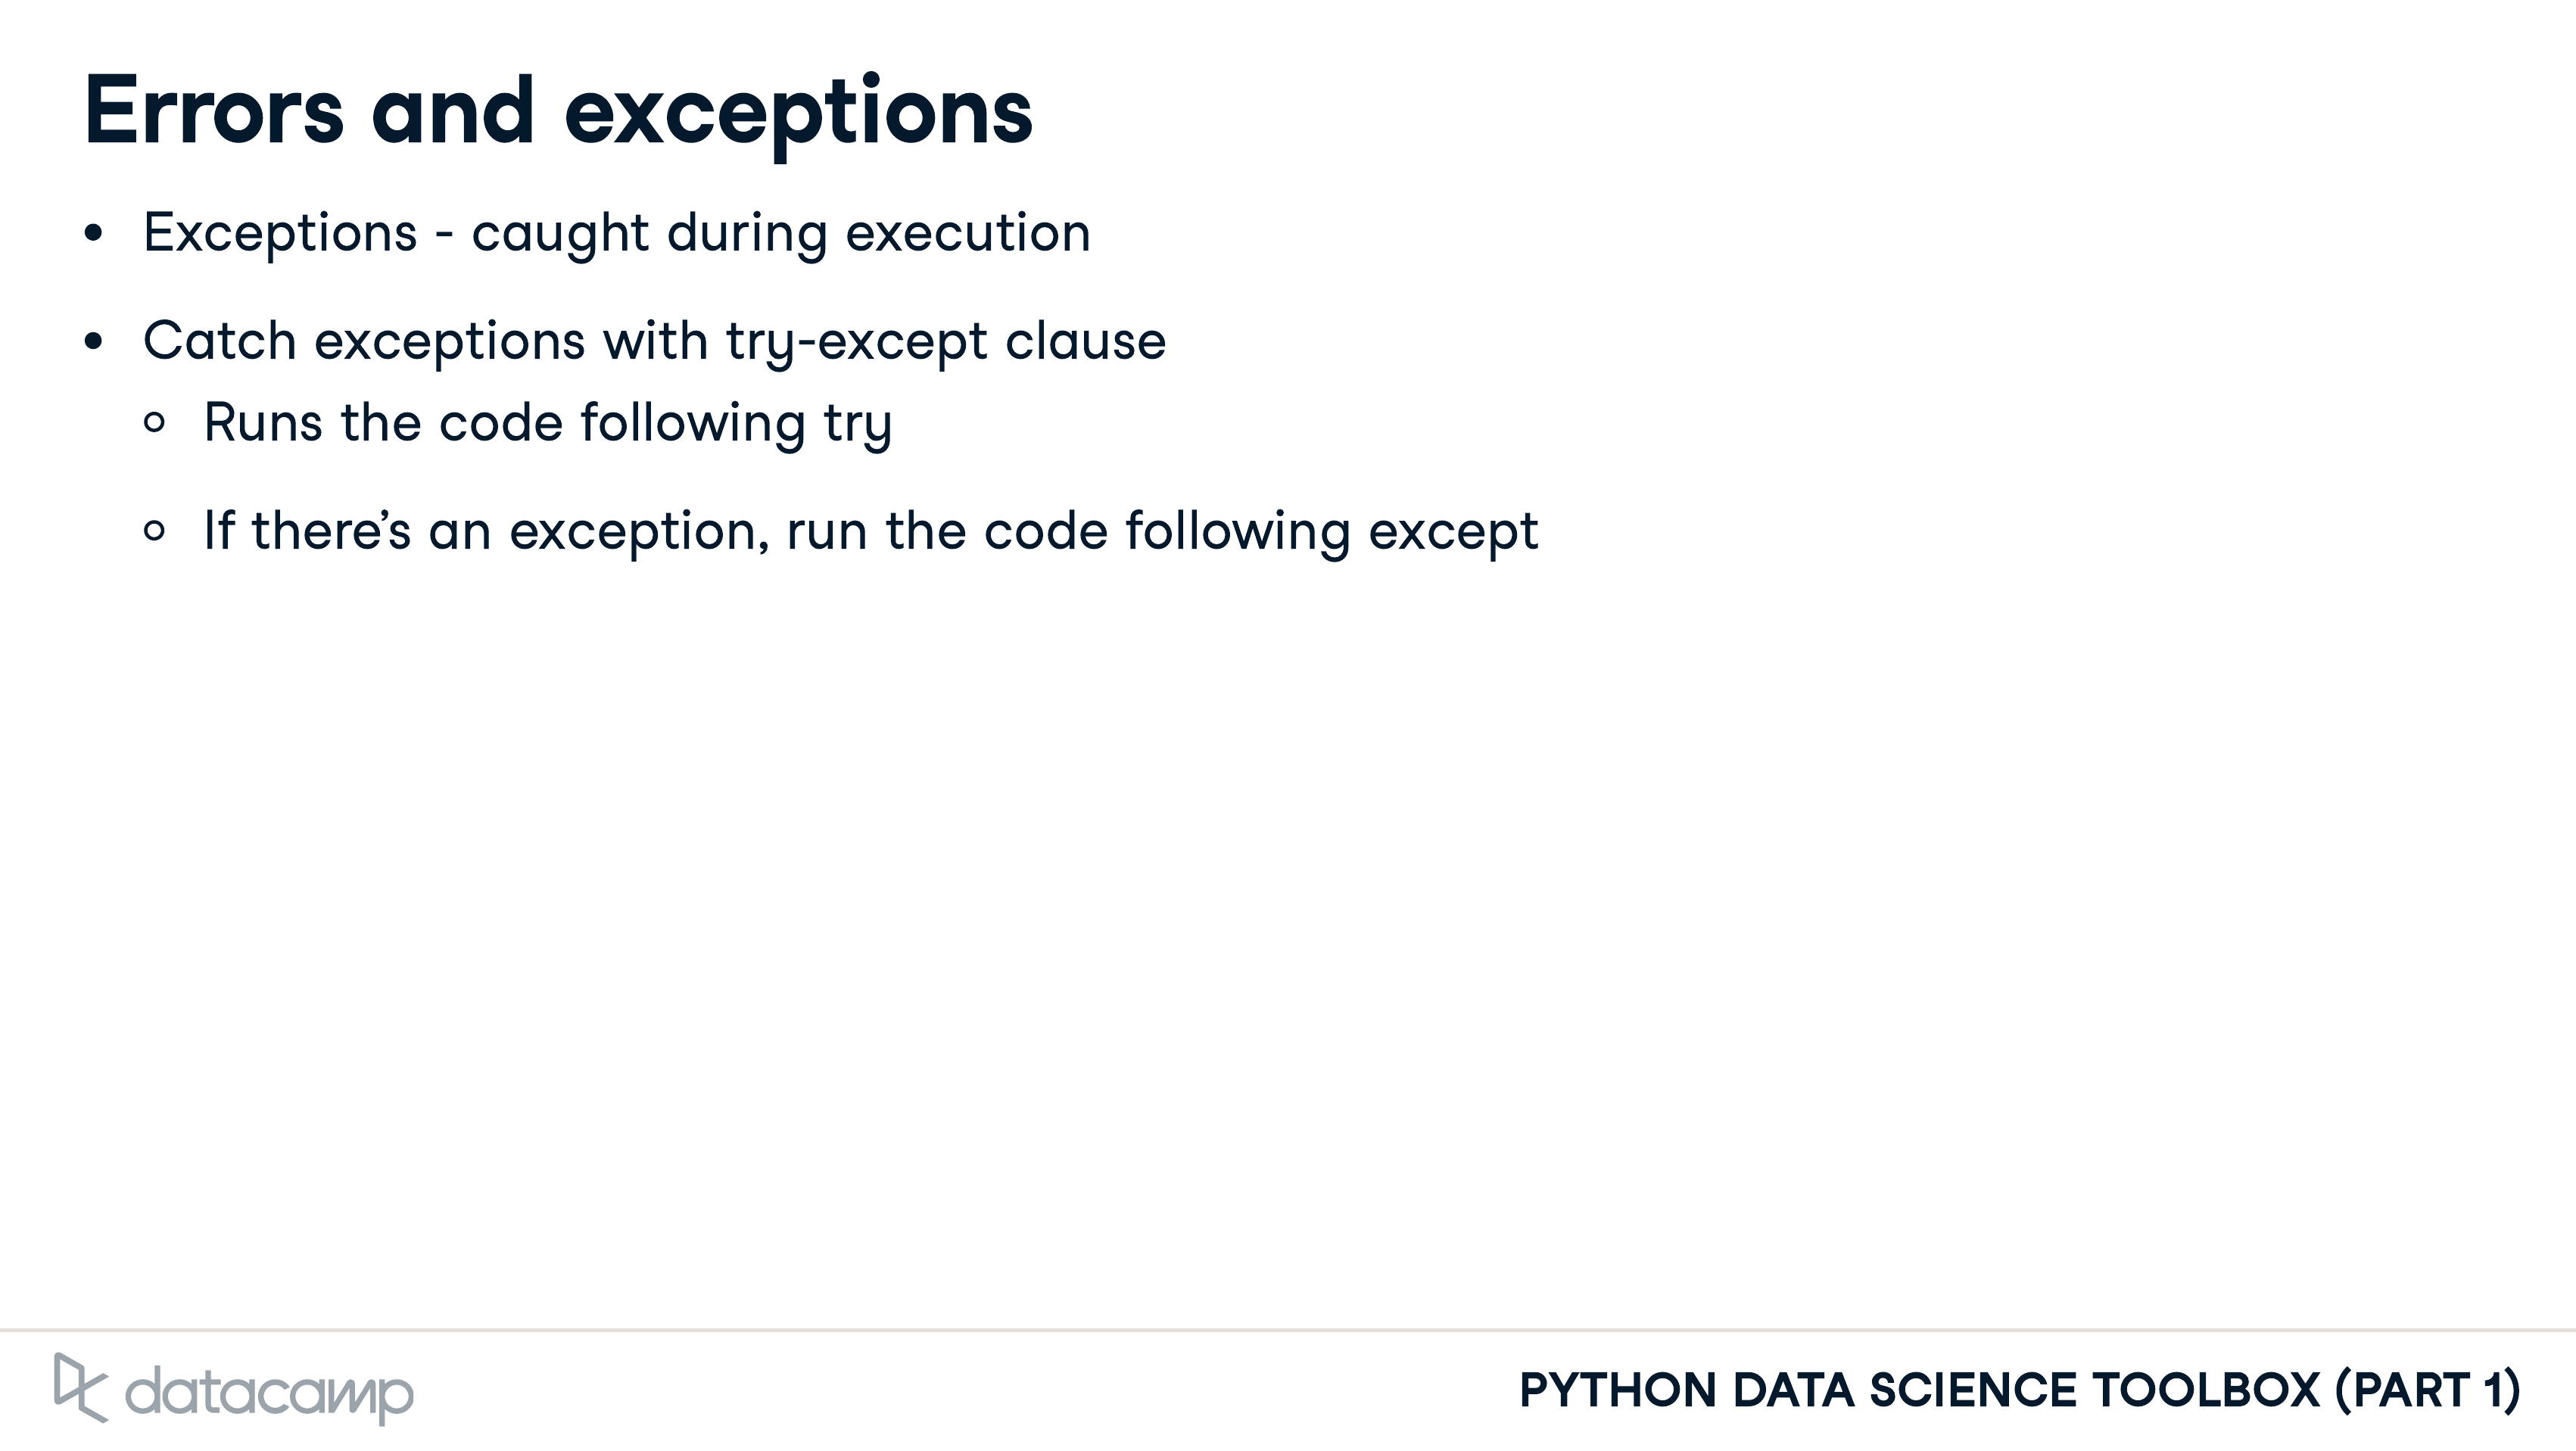 Errors and exceptions
• Exceptions - caught during execution
• Catch exceptions with try-except clause
○ Runs the code following try
○ If there’s an exception, run the code following except
datacamp
PYTHON DATA SCIENCE TOOLBOX (PART 1)